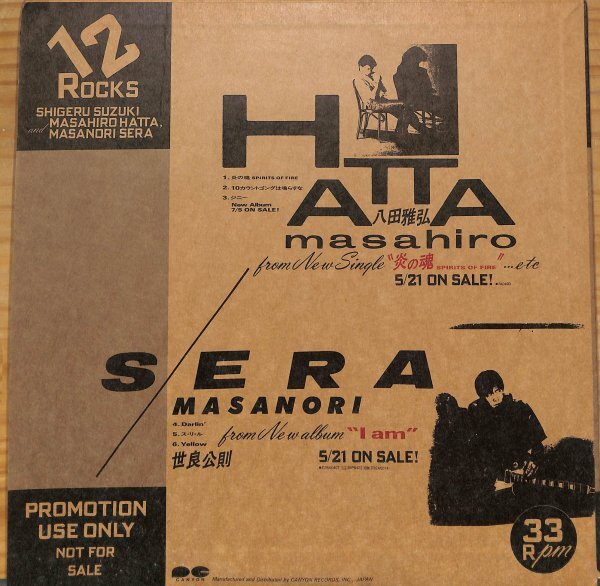 12
ROCKS
SHIGERU SUZUKI
MASAHIRO HATTA,
and MASANORI SERA
HATTA
1. 炎の魂 SPIRITS OF FIRE
2. 10カウントゴングは鳴らすな
3. ジニー
New Album
7/5 ON SALE!
八田雅弘
masahiro
from New Single "炎の魂 SPIRITS OF FIRE" ...etc
5/21 ON SALE!
SERA
MASANORI
4. Darlin'
5. ス・リ・ル
6. Yellow
from New album "I am"
世良公則
5/21 ON SALE!
PROMOTION
USE ONLY
NOT FOR
SALE
33
Rpm
CANYON
Manufactured and Distributed by CANYON RECORDS, INC., JAPAN